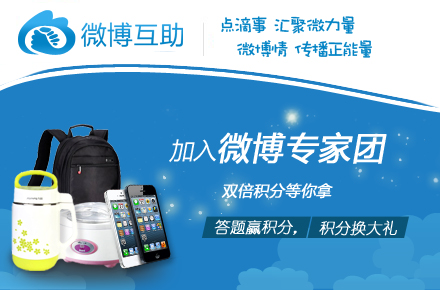 微博互助
点滴事 汇聚微力量
微博情 传播正能量
加入微博专家团
双倍积分等你拿
答题赢积分, 积分换大礼